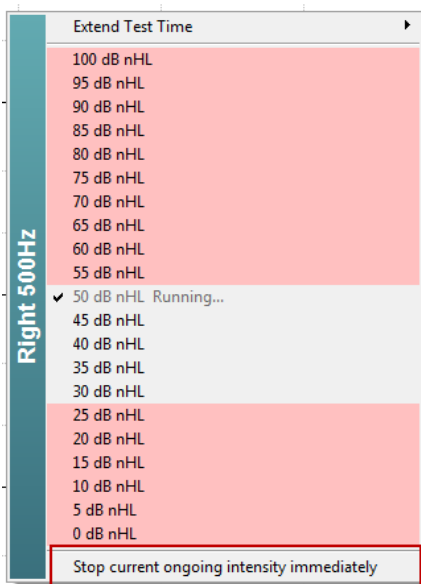 Extend Test Time
100 dB nHL
95 dB nHL
90 dB nHL
85 dB nHL
80 dB nHL
75 dB nHL
70 dB nHL
65 dB nHL
60 dB nHL
55 dB nHL
50 dB nHL Running...
45 dB nHL
40 dB nHL
35 dB nHL
30 dB nHL
25 dB nHL
20 dB nHL
15 dB nHL
10 dB nHL
5 dB nHL
0 dB nHL
Stop current ongoing intensity immediately
Right 500Hz